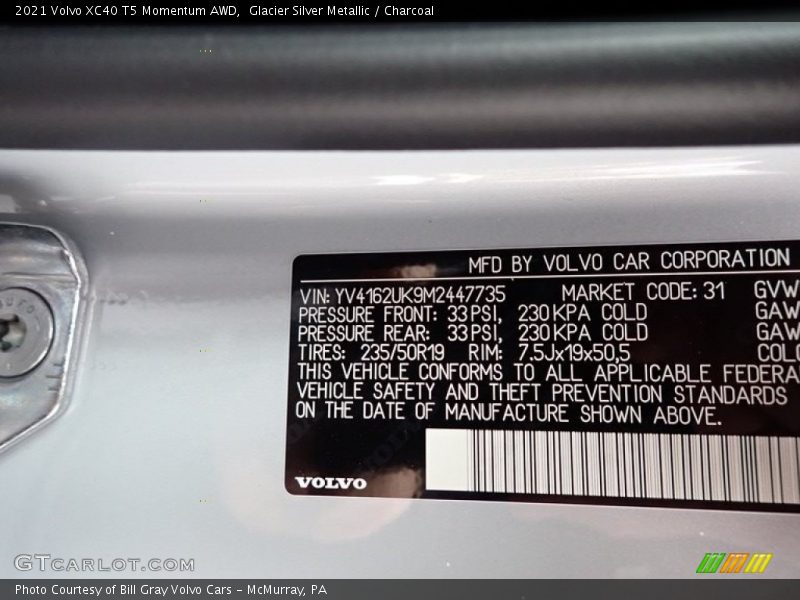 2021 Volvo XC40 T5 Momentum AWD,  Glacier Silver Metallic / Charcoal
MFD BY VOLVO CAR CORPORATION
VIN: YV4162UK9M2447735 MARKET CODE: 31 GVW
PRESSURE FRONT: 33 PSI, 230 KPA COLD GAW
PRESSURE REAR: 33 PSI, 230 KPA COLD GAW
TIRES: 235/50R19 RIM: 7.5Jx19x50,5 COLO
THIS VEHICLE CONFORMS TO ALL APPLICABLE FEDERA
VEHICLE SAFETY AND THEFT PREVENTION STANDARDS
ON THE DATE OF MANUFACTURE SHOWN ABOVE.
VOLVO
GTCARLOT.COM
Photo Courtesy of Bill Gray Volvo Cars – McMurray, PA